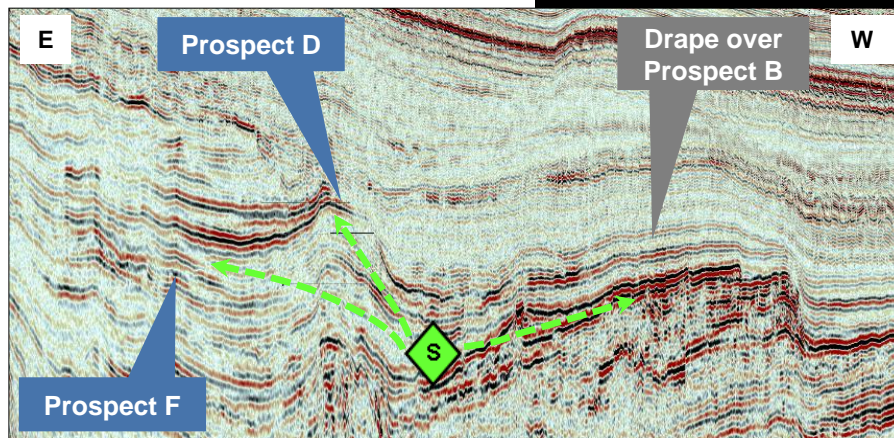 E
Prospect D
Drape over
Prospect B
W
S
Prospect F